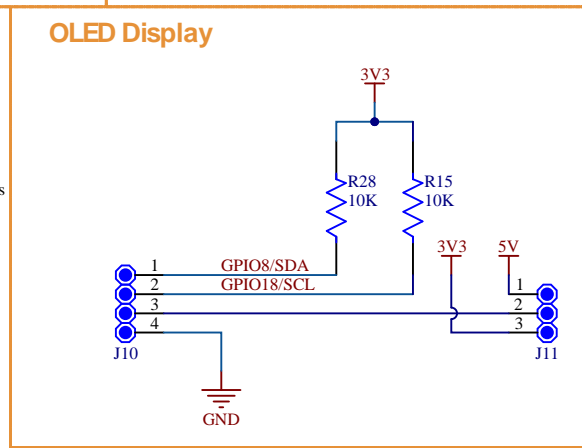 OLED Display
3V3
s
R28
10K
R15
10K
3V3
5V
1
GPIO8/SDA
2
GPIO18/SCL
3
4
J10
1
2
3
J11
GND